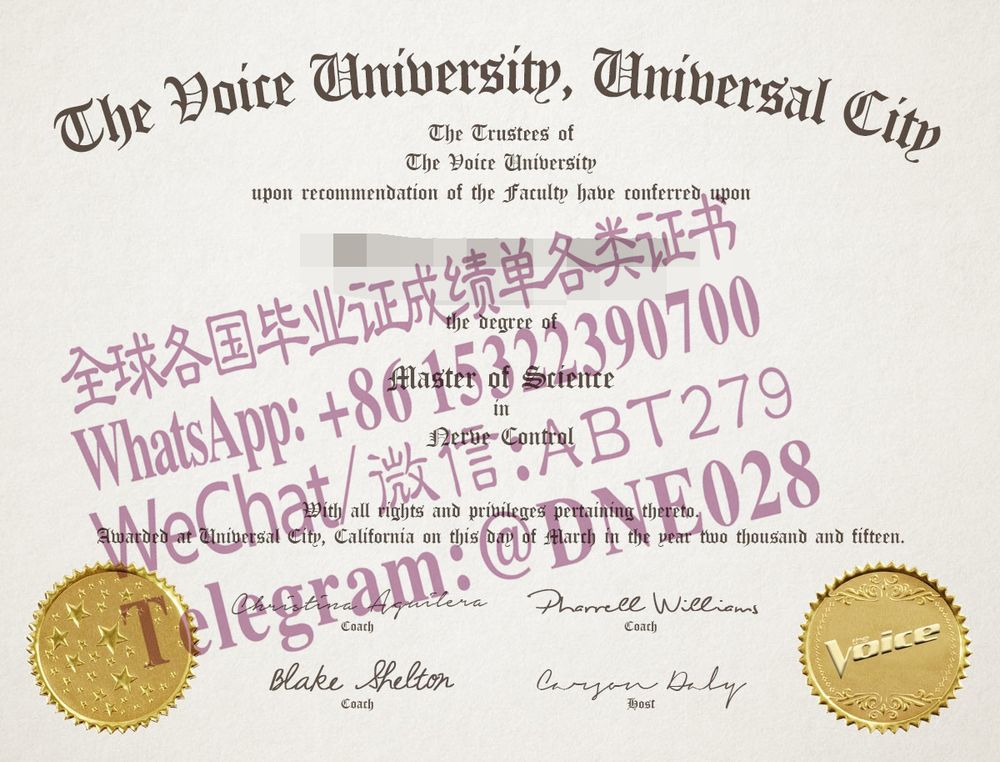 The Voice University, Universal City
The Trustees of
The Voice University
upon recommendation of the Faculty have conferred upon
全球各国毕业证成绩单各类证书
the degree of
WhatsApp: +86 15322390700
Master of Science
in
Nerve Control
WeChat/微信:ABT279
With all rights and privileges pertaining thereto.
Awarded at Universal City, California on this day of March in the year two thousand and fifteen.
Telegram:@DNE028
Christina Aguilera
Coach
Pharrell Williams
Coach
Blake Shelton
Coach
Carson Daly
Host
the Voice